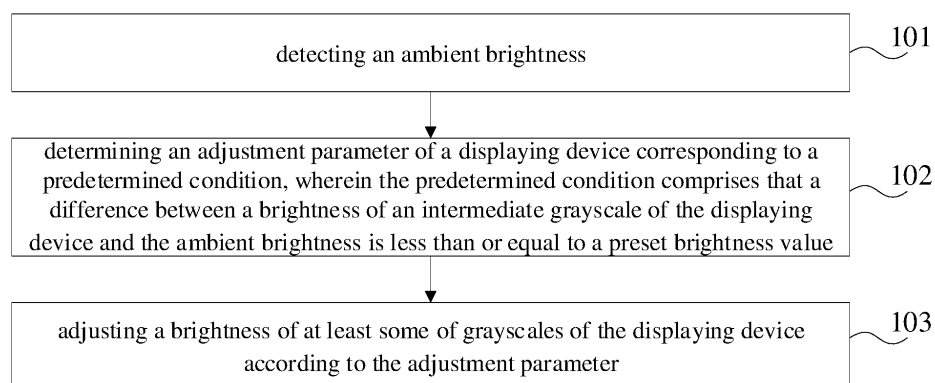 detecting an ambient brightness
101
determining an adjustment parameter of a displaying device corresponding to a
predetermined condition, wherein the predetermined condition comprises that a
difference between a brightness of an intermediate grayscale of the displaying
device and the ambient brightness is less than or equal to a preset brightness value
102
adjusting a brightness of at least some of grayscales of the displaying device
according to the adjustment parameter
103